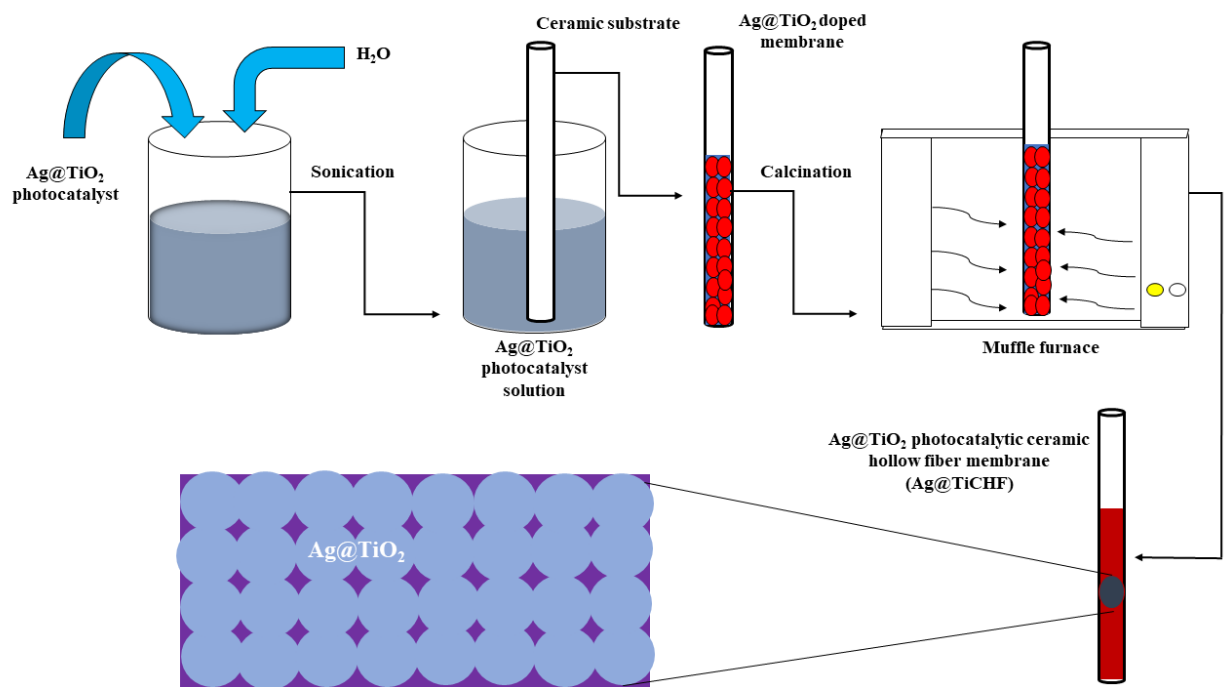 Ceramic substrate
Ag@TiO₂ doped
membrane
H₂O
Ag@TiO₂
photocatalyst
Sonication
Calcination
Ag@TiO₂
photocatalyst
solution
Muffle furnace
Ag@TiO₂ photocatalytic ceramic
hollow fiber membrane
(Ag@TiCHF)
Ag@TiO₂